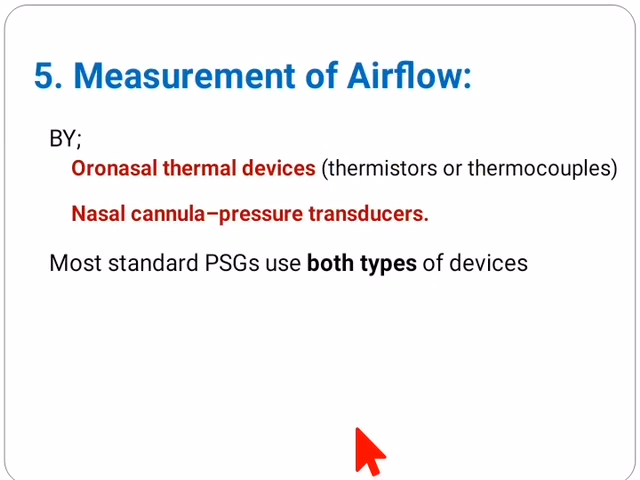 5. Measurement of Airflow:
BY;
Oronasal thermal devices (thermistors or thermocouples)
Nasal cannula–pressure transducers.
Most standard PSGs use both types of devices